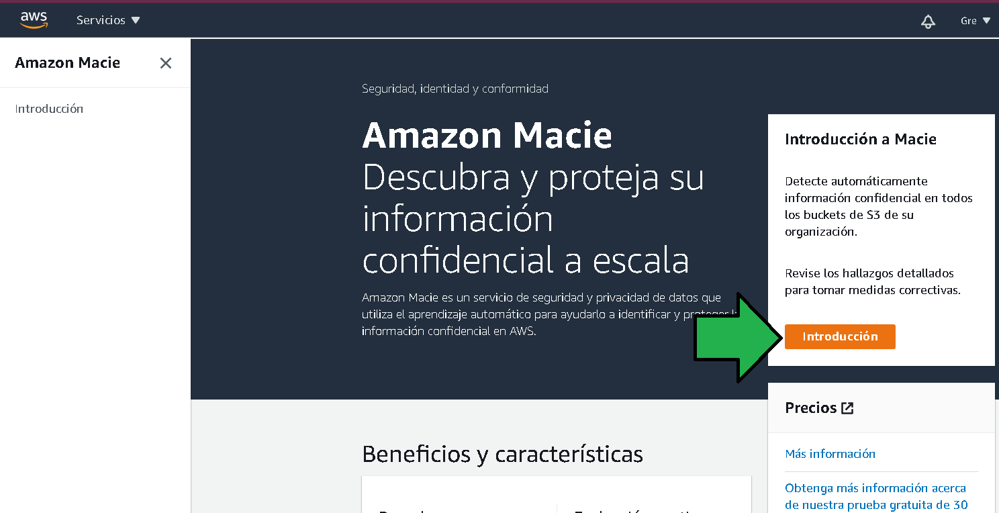 aws
Servicios
Gre
Amazon Macie
Introducción
Seguridad, identidad y conformidad
Amazon Macie
Descubra y proteja su
información
confidencial a escala
Amazon Macie es un servicio de seguridad y privacidad de datos que
utiliza el aprendizaje automático para ayudarlo a identificar y proteger
información confidencial en AWS.
Introducción a Macie
Detecte automáticamente
información confidencial en todos
los buckets de S3 de su
organización.
Revise los hallazgos detallados
para tomar medidas correctivas.
Introducción
Precios
Más información
Obtenga más información acerca
de nuestra prueba gratuita de 30
Beneficios y características